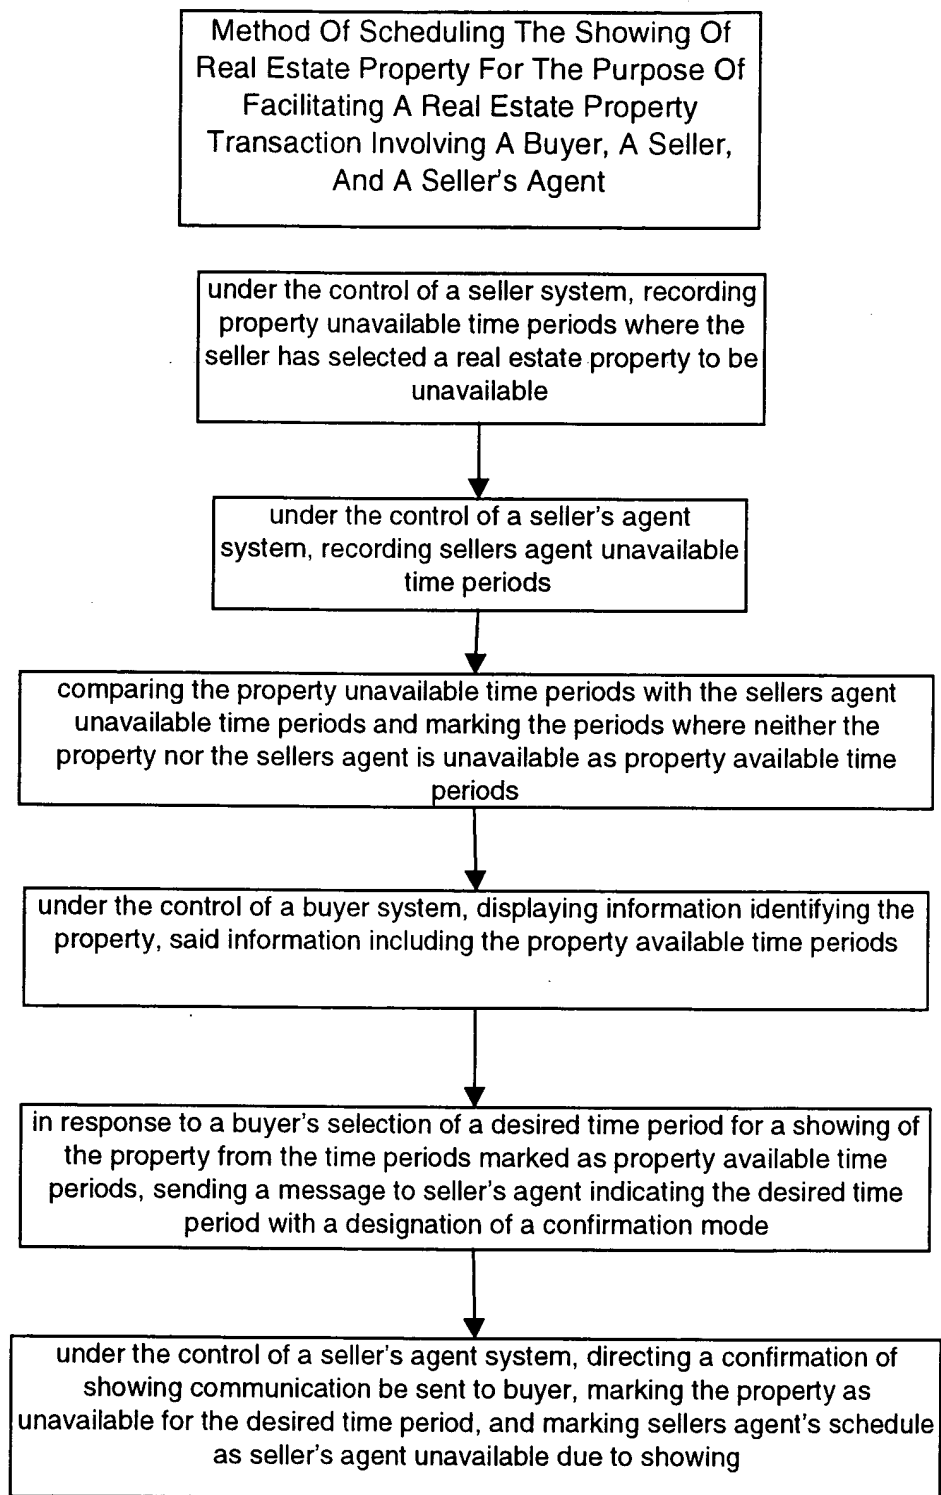 Method Of Scheduling The Showing Of
Real Estate Property For The Purpose Of
Facilitating A Real Estate Property
Transaction Involving A Buyer, A Seller,
And A Seller's Agent
under the control of a seller system, recording
property unavailable time periods where the
seller has selected a real estate property to be
unavailable
under the control of a seller's agent
system, recording sellers agent unavailable
time periods
comparing the property unavailable time periods with the sellers agent
unavailable time periods and marking the periods where neither the
property nor the sellers agent is unavailable as property available time
periods
under the control of a buyer system, displaying information identifying the
property, said information including the property available time periods
in response to a buyer's selection of a desired time period for a showing of
the property from the time periods marked as property available time
periods, sending a message to seller's agent indicating the desired time
period with a designation of a confirmation mode
under the control of a seller's agent system, directing a confirmation of
showing communication be sent to buyer, marking the property as
unavailable for the desired time period, and marking sellers agent's schedule
as seller's agent unavailable due to showing